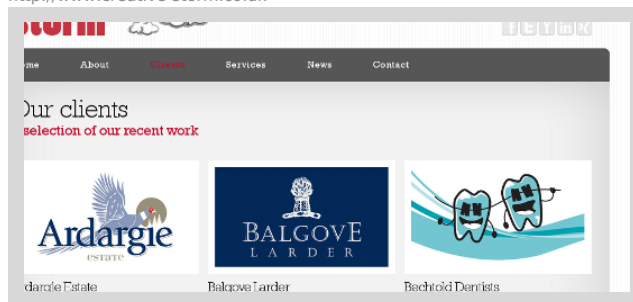 About Clients Services News Contact
clients
selection of our recent work
Ardargie
ESTATE
BALGOVE
LARDER
Estate Balgove Larder Bechtold Dentists